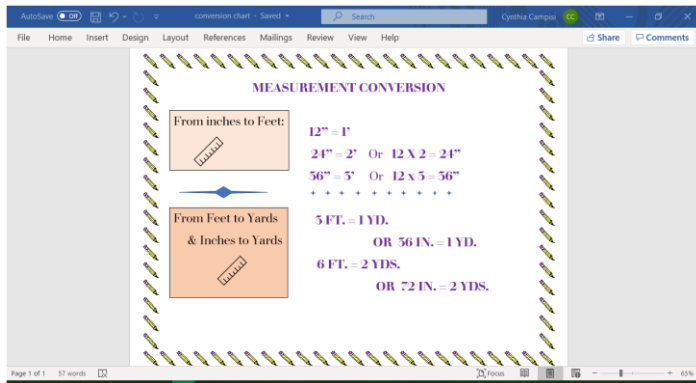 AutoSave Off conversion chart - Saved Search Cynthia Campisi CC
File Home Insert Design Layout References Mailings Review View Help Share Comments
MEASUREMENT CONVERSION
From inches to Feet:
12” = 1’
24” = 2’ Or 12 X 2 = 24”
36” = 3’ Or 12 x 3 = 36”
From Feet to Yards
& Inches to Yards
3 FT. = 1 YD.
OR 36 IN. = 1 YD.
6 FT. = 2 YDS.
OR 72 IN. = 2 YDS.
Page 1 of 1 57 words Focus 65%